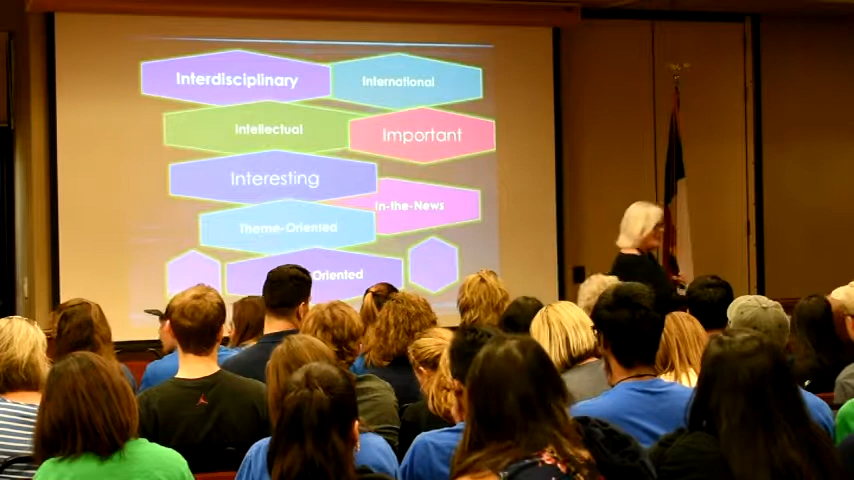 Interdisciplinary
International
Intellectual
Important
Interesting
In-the-News
Theme-Oriented
Oriented